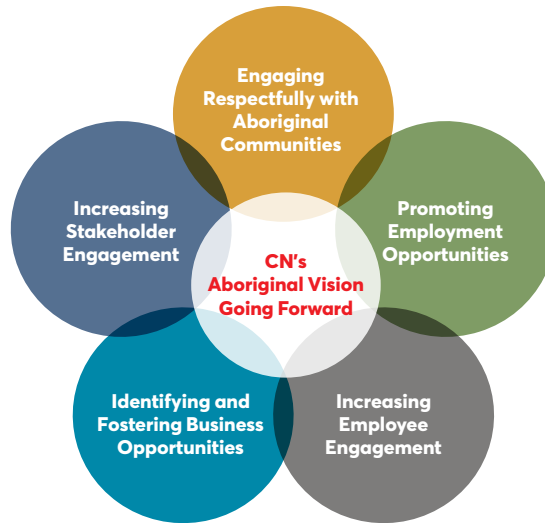 Engaging
Respectfully with
Aboriginal
Communities
Increasing
Stakeholder
Engagement
Promoting
Employment
Opportunities
CN's
Aboriginal Vision
Going Forward
Identifying and
Fostering Business
Opportunities
Increasing
Employee
Engagement